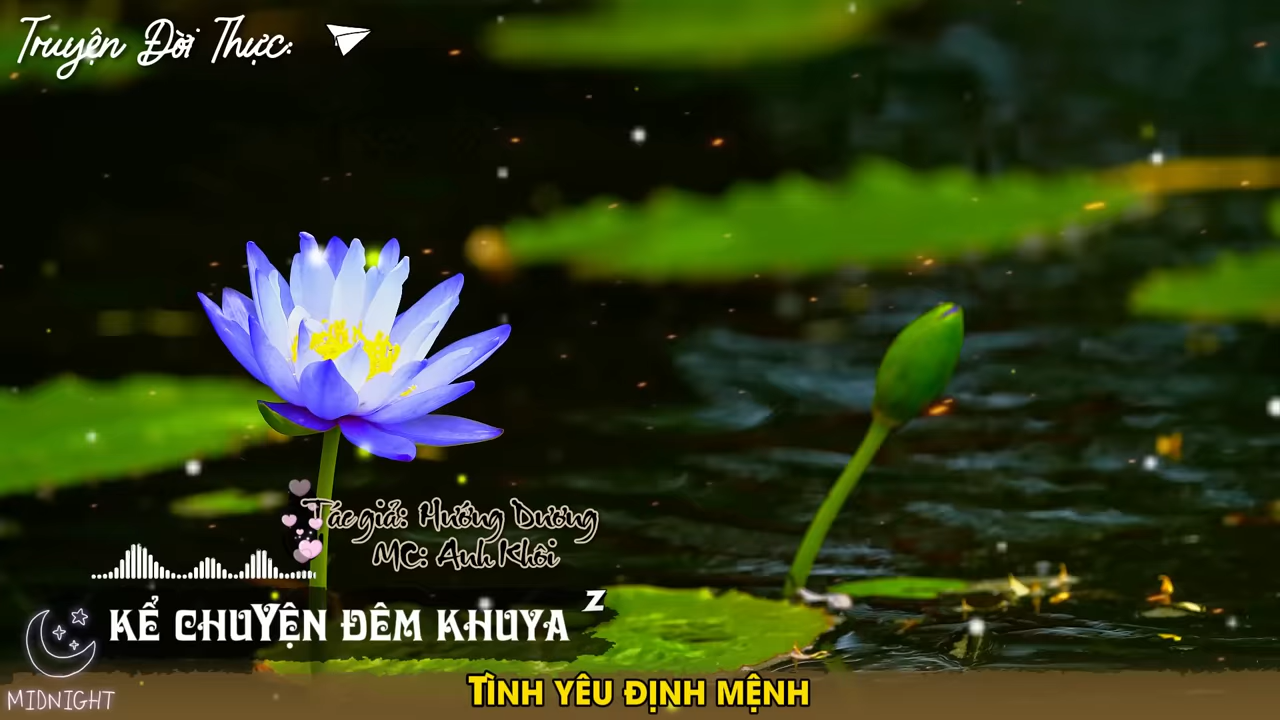 Truyện Đời Thực:
Tác giả: Hướng Dương
MC: Anh Khôi
KỂ CHUYỆN ĐÊM KHUYA
Z
MIDNIGHT
TÌNH YÊU ĐỊNH MỆNH